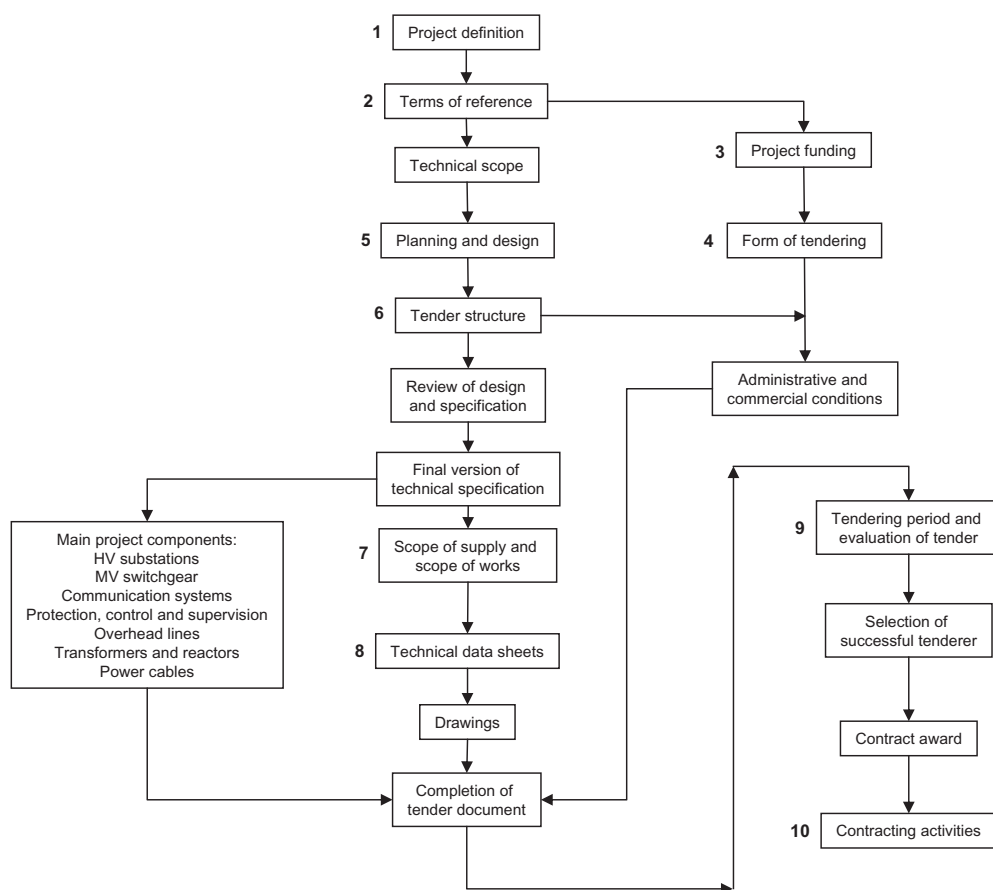 1
Project definition
2
Terms of reference
3
Project funding
Technical scope
5
Planning and design
4
Form of tendering
6
Tender structure
Review of design
and specification
Administrative and
commercial conditions
Final version of
technical specification
Main project components:
HV substations
MV switchgear
Communication systems
Protection, control and supervision
Overhead lines
Transformers and reactors
Power cables
7
Scope of supply and
scope of works
8
Technical data sheets
Drawings
Completion of
tender document
9
Tendering period and
evaluation of tender
Selection of
successful tenderer
Contract award
10
Contracting activities